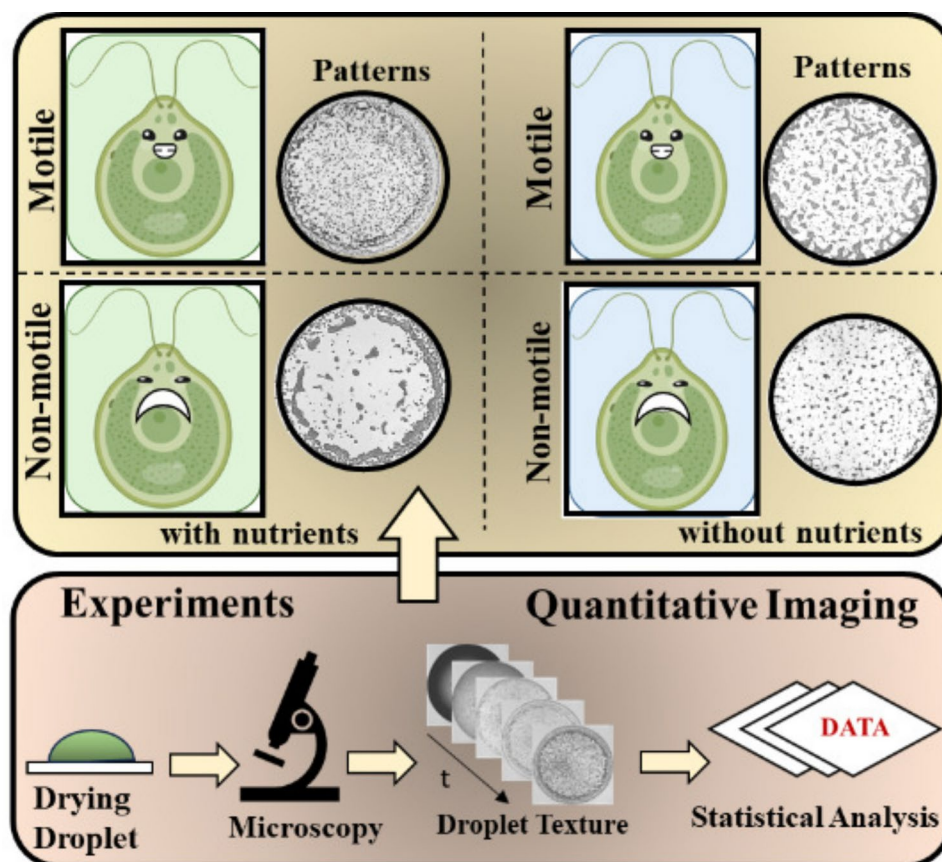 Motile
Patterns
Motile
Patterns
Non-motile
Non-motile
with nutrients
without nutrients
Experiments
Quantitative Imaging
DATA
t
Drying
Droplet
Microscopy
Droplet Texture
Statistical Analysis